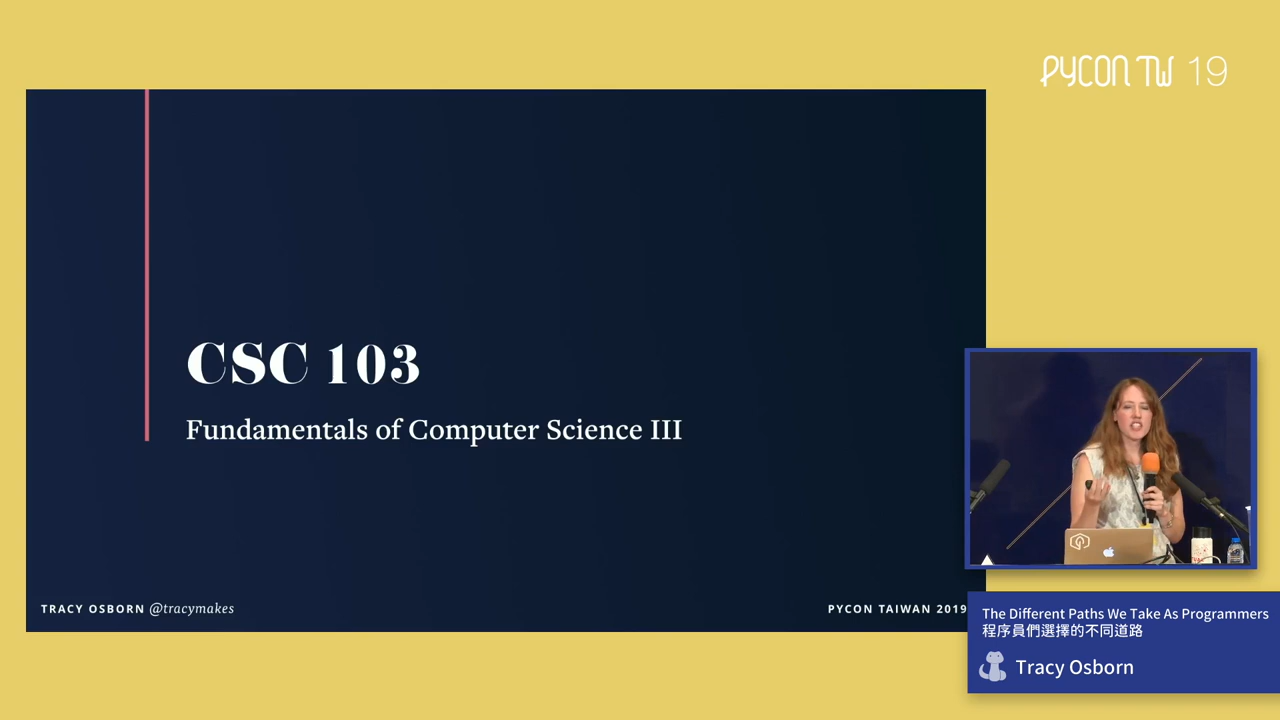 PYCON TW 19
CSC 103
Fundamentals of Computer Science III
TRACY OSBORN @tracymakes
PYCON TAIWAN 2019
The Different Paths We Take As Programmers
程序員們選擇的不同道路
Tracy Osborn